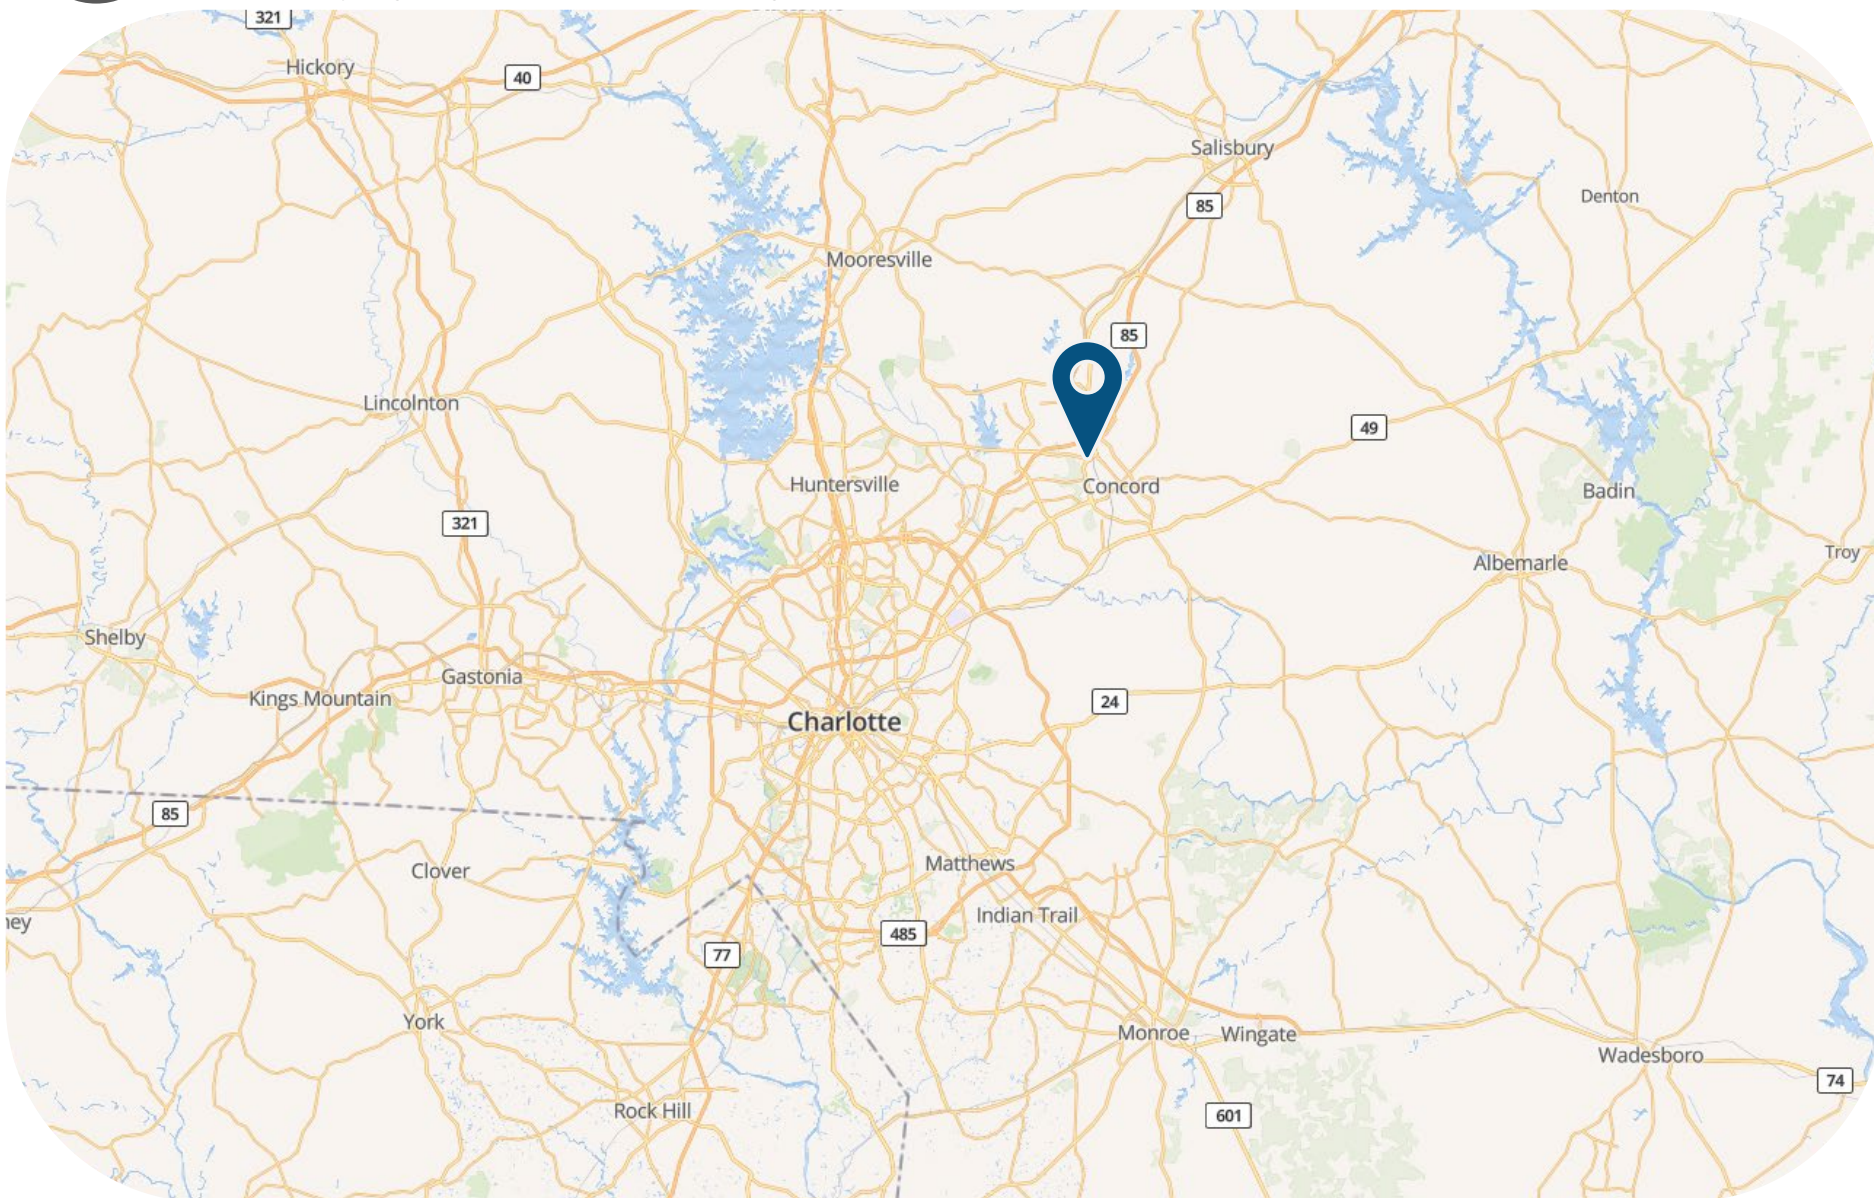 321
Hickory
40
Salisbury
Denton
85
Mooresville
85
Lincolnton
49
Huntersville
Concord
Badin
321
Albemarle
Troy
Shelby
Gastonia
Kings Mountain
24
Charlotte
85
Matthews
Clover
Indian Trail
ney
485
77
York
Monroe
Wingate
Wadesboro
74
Rock Hill
601